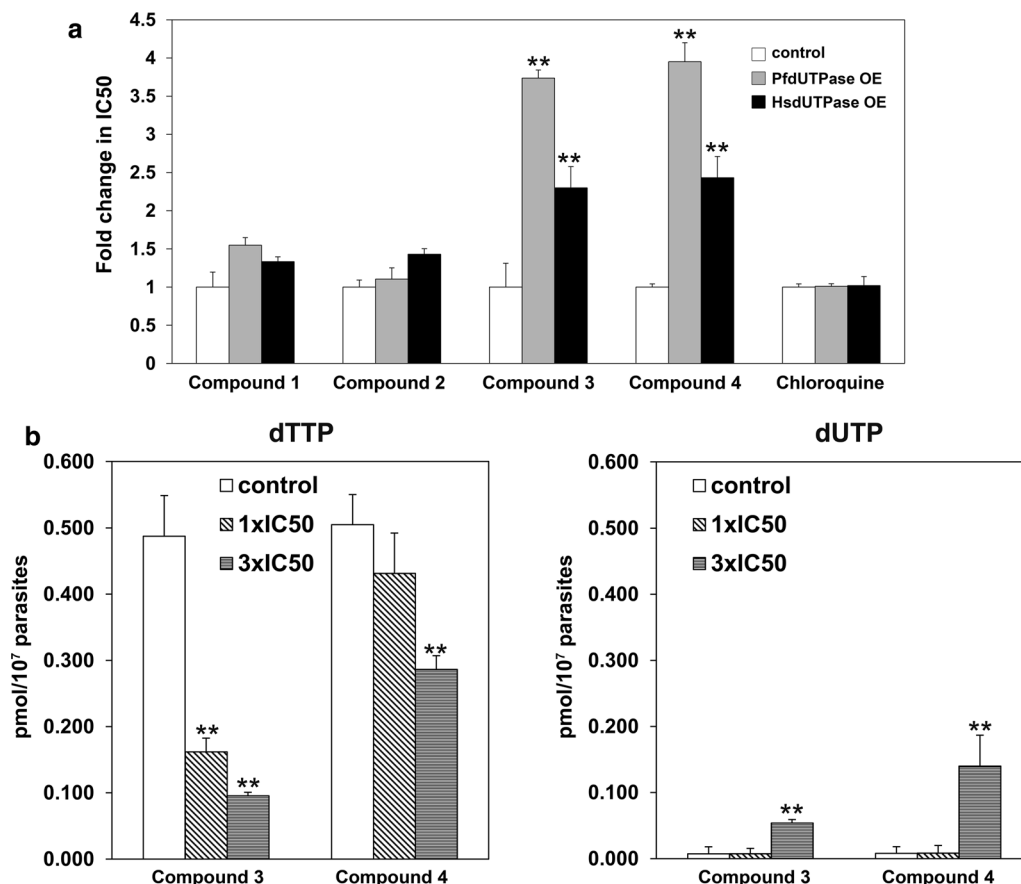 a
Fold change in IC50
4.5
4
3.5
3
2.5
2
1.5
1
0.5
0
** **
** **
control
PfdUTPase OE
HsdUTPase OE
Compound 1 Compound 2 Compound 3 Compound 4 Chloroquine
b
dTTP
pmol/10⁷ parasites
0.600
0.500
0.400
0.300
0.200
0.100
0.000
control
1xIC50
3xIC50
** ** **
Compound 3 Compound 4
dUTP
pmol/10⁷ parasites
0.600
0.500
0.400
0.300
0.200
0.100
0.000
control
1xIC50
3xIC50
** **
Compound 3 Compound 4